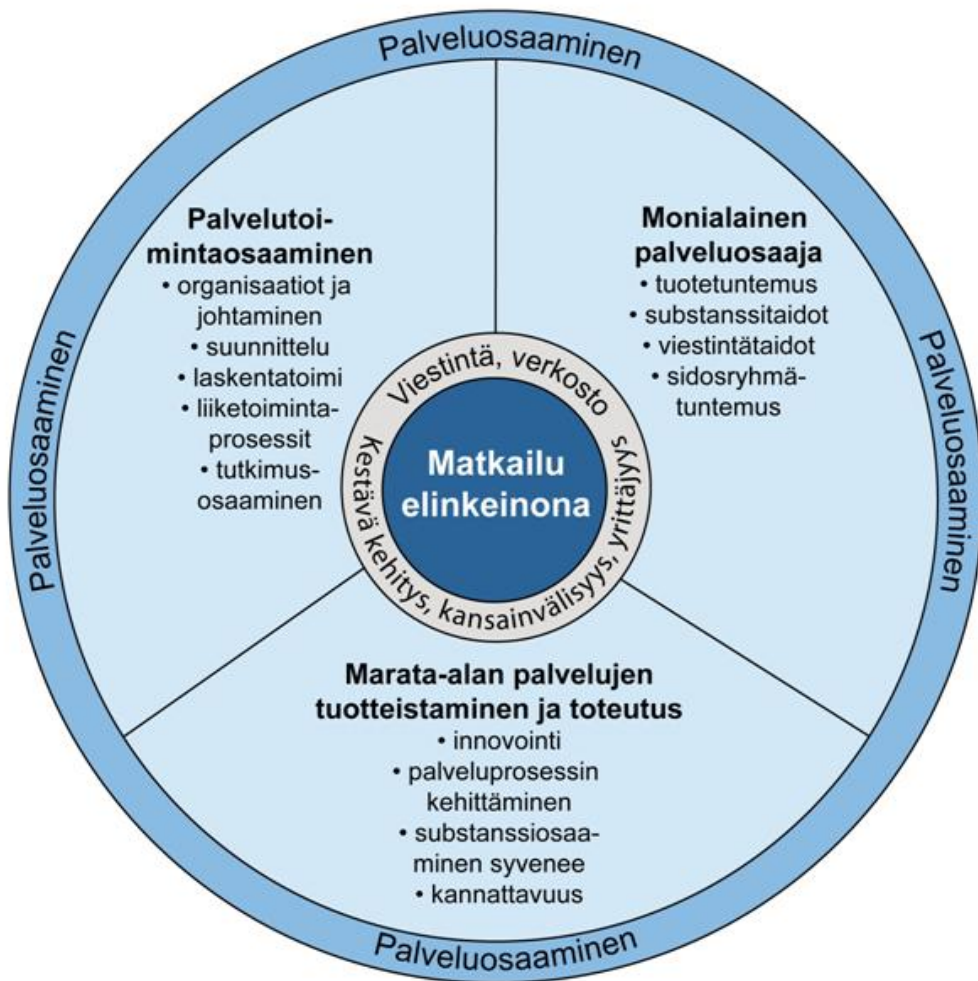 Palveluosaaminen
Palveluosaaminen
Palveluosaaminen
Palveluosaaminen
Palvelutoi-
mintaosaaminen
• organisaatiot ja
johtaminen
• suunnittelu
• laskentatoimi
• liiketoiminta-
prosessit
• tutkimus-
osaaminen
Monialainen
palveluosaaja
• tuotetuntemus
• substanssitaidot
• viestintätaidot
• sidosryhmä-
tuntemus
Viestintä, verkosto
Kestävä kehitys, kansainvälisyys, yrittäjyys
Matkailu
elinkeinona
Marata-alan palvelujen
tuotteistaminen ja toteutus
• innovointi
• palveluprosessin
kehittäminen
• substanssiosaa-
minen syvenee
• kannattavuus